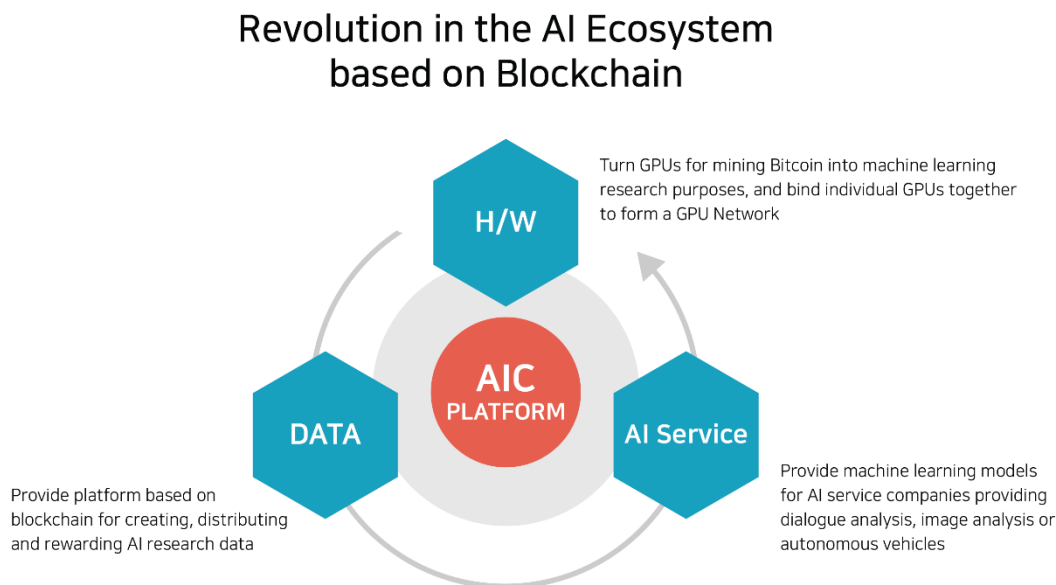 Revolution in the AI Ecosystem
based on Blockchain
H/W
Turn GPUs for mining Bitcoin into machine learning
research purposes, and bind individual GPUs together
to form a GPU Network
AIC
PLATFORM
DATA
AI Service
Provide platform based on
blockchain for creating, distributing
and rewarding AI research data
Provide machine learning models
for AI service companies providing
dialogue analysis, image analysis or
autonomous vehicles